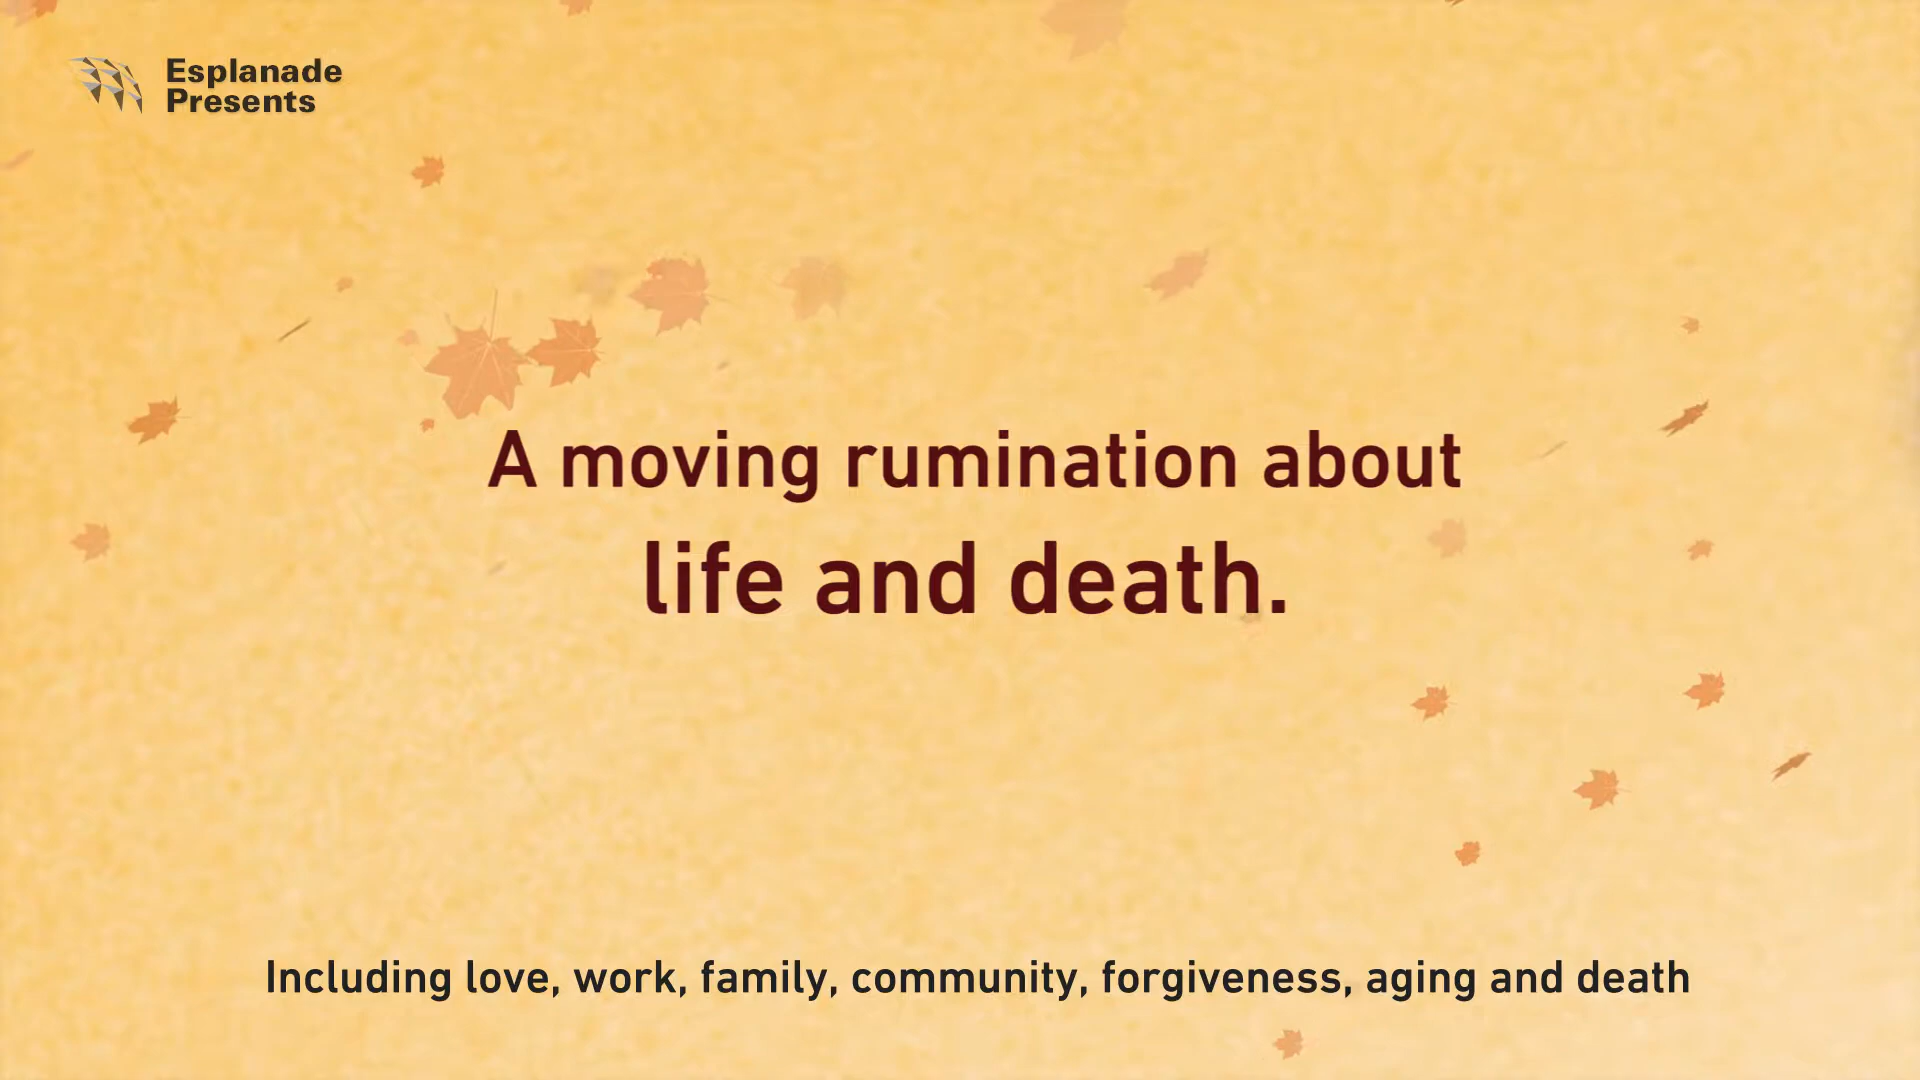 Esplanade
Presents
A moving rumination about
life and death.
Including love, work, family, community, forgiveness, aging and death